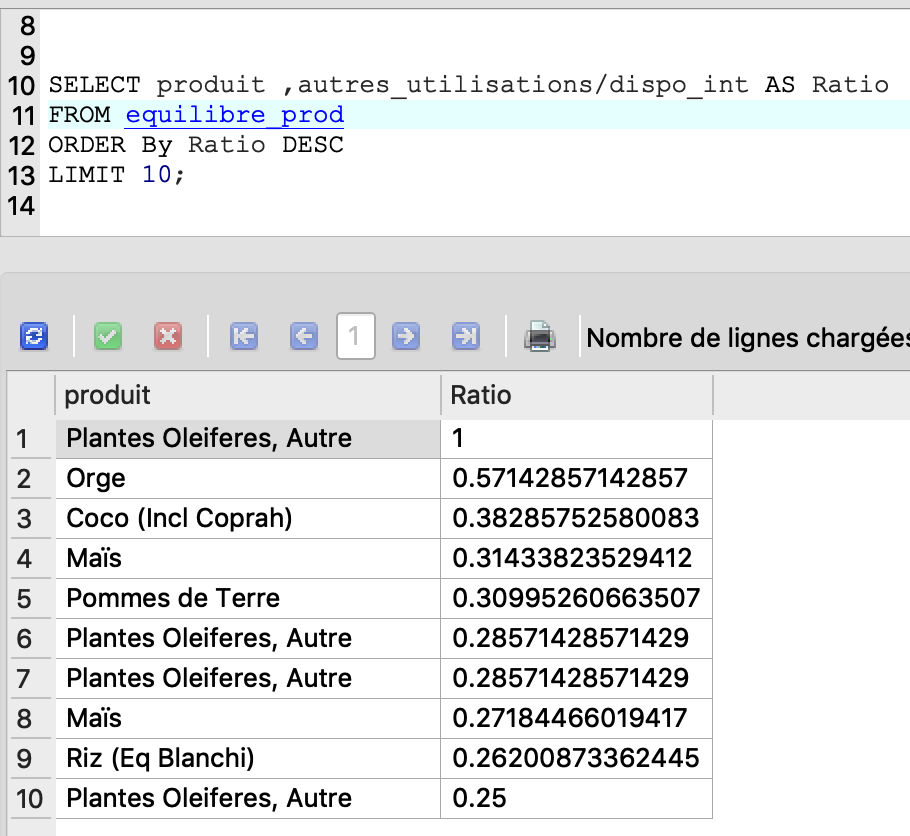 8
9
10 SELECT produit ,autres_utilisations/dispo_int AS Ratio
11 FROM equilibre_prod
12 ORDER By Ratio DESC
13 LIMIT 10;
14
1
Nombre de lignes chargées
produit Ratio
1 Plantes Oleiferes, Autre 1
2 Orge 0.57142857142857
3 Coco (Incl Coprah) 0.38285752580083
4 Maïs 0.31433823529412
5 Pommes de Terre 0.30995260663507
6 Plantes Oleiferes, Autre 0.28571428571429
7 Plantes Oleiferes, Autre 0.28571428571429
8 Maïs 0.27184466019417
9 Riz (Eq Blanchi) 0.26200873362445
10 Plantes Oleiferes, Autre 0.25